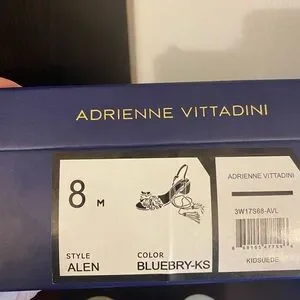 ADRIENNE VITTADINI
8 M
STYLE
ALEN
COLOR
BLUEBRY-KS
ADRIENNE VITTADINI
3W17S68-AVL
KIDSUEDE